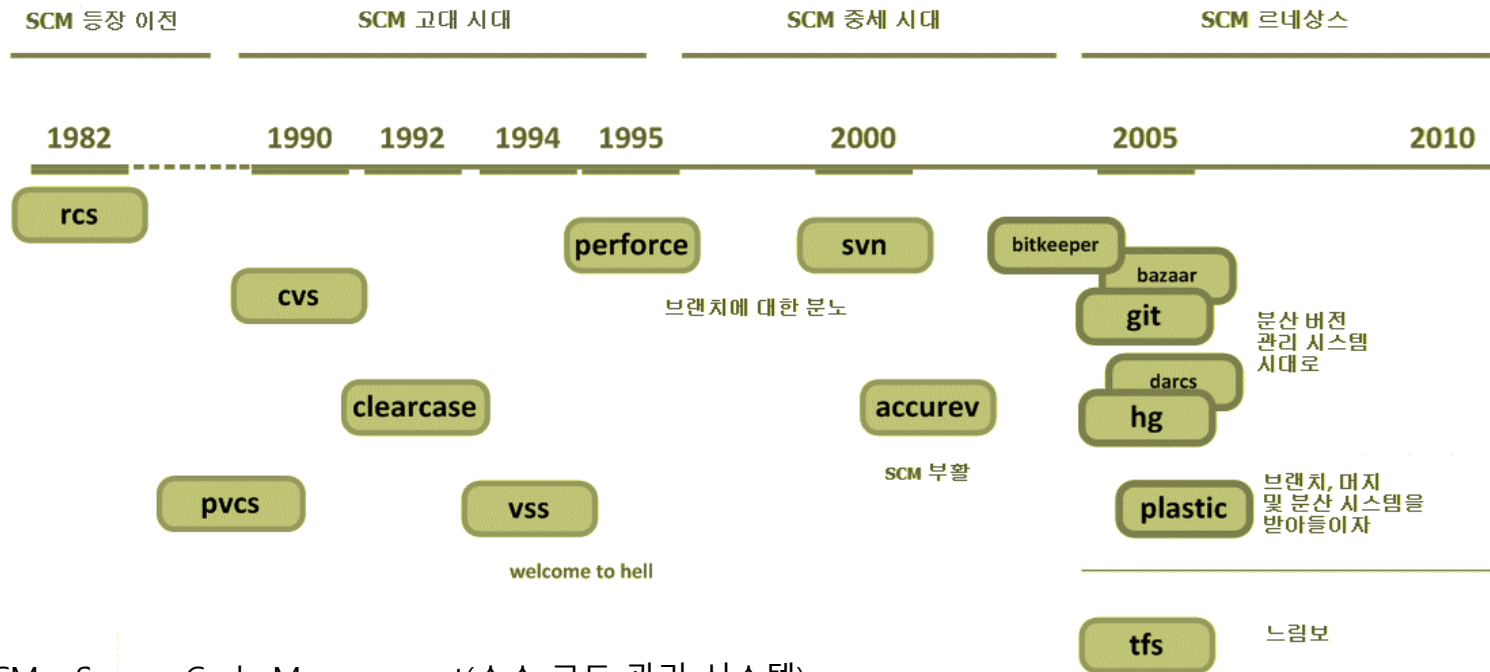 SCM 등장 이전
SCM 고대 시대
SCM 중세 시대
SCM 르네상스
1982
1990
1992
1994
1995
2000
2005
2010
rcs
perforce
svn
bitkeeper
bazaar
cvs
git
브랜치에 대한 분노
분산 버전
관리 시스템
시대로
darcs
clearcase
accurev
hg
SCM 부활
pvcs
vss
plastic
브랜치, 머지
및 분산 시스템을
받아들이자
welcome to hell
tfs
느림보